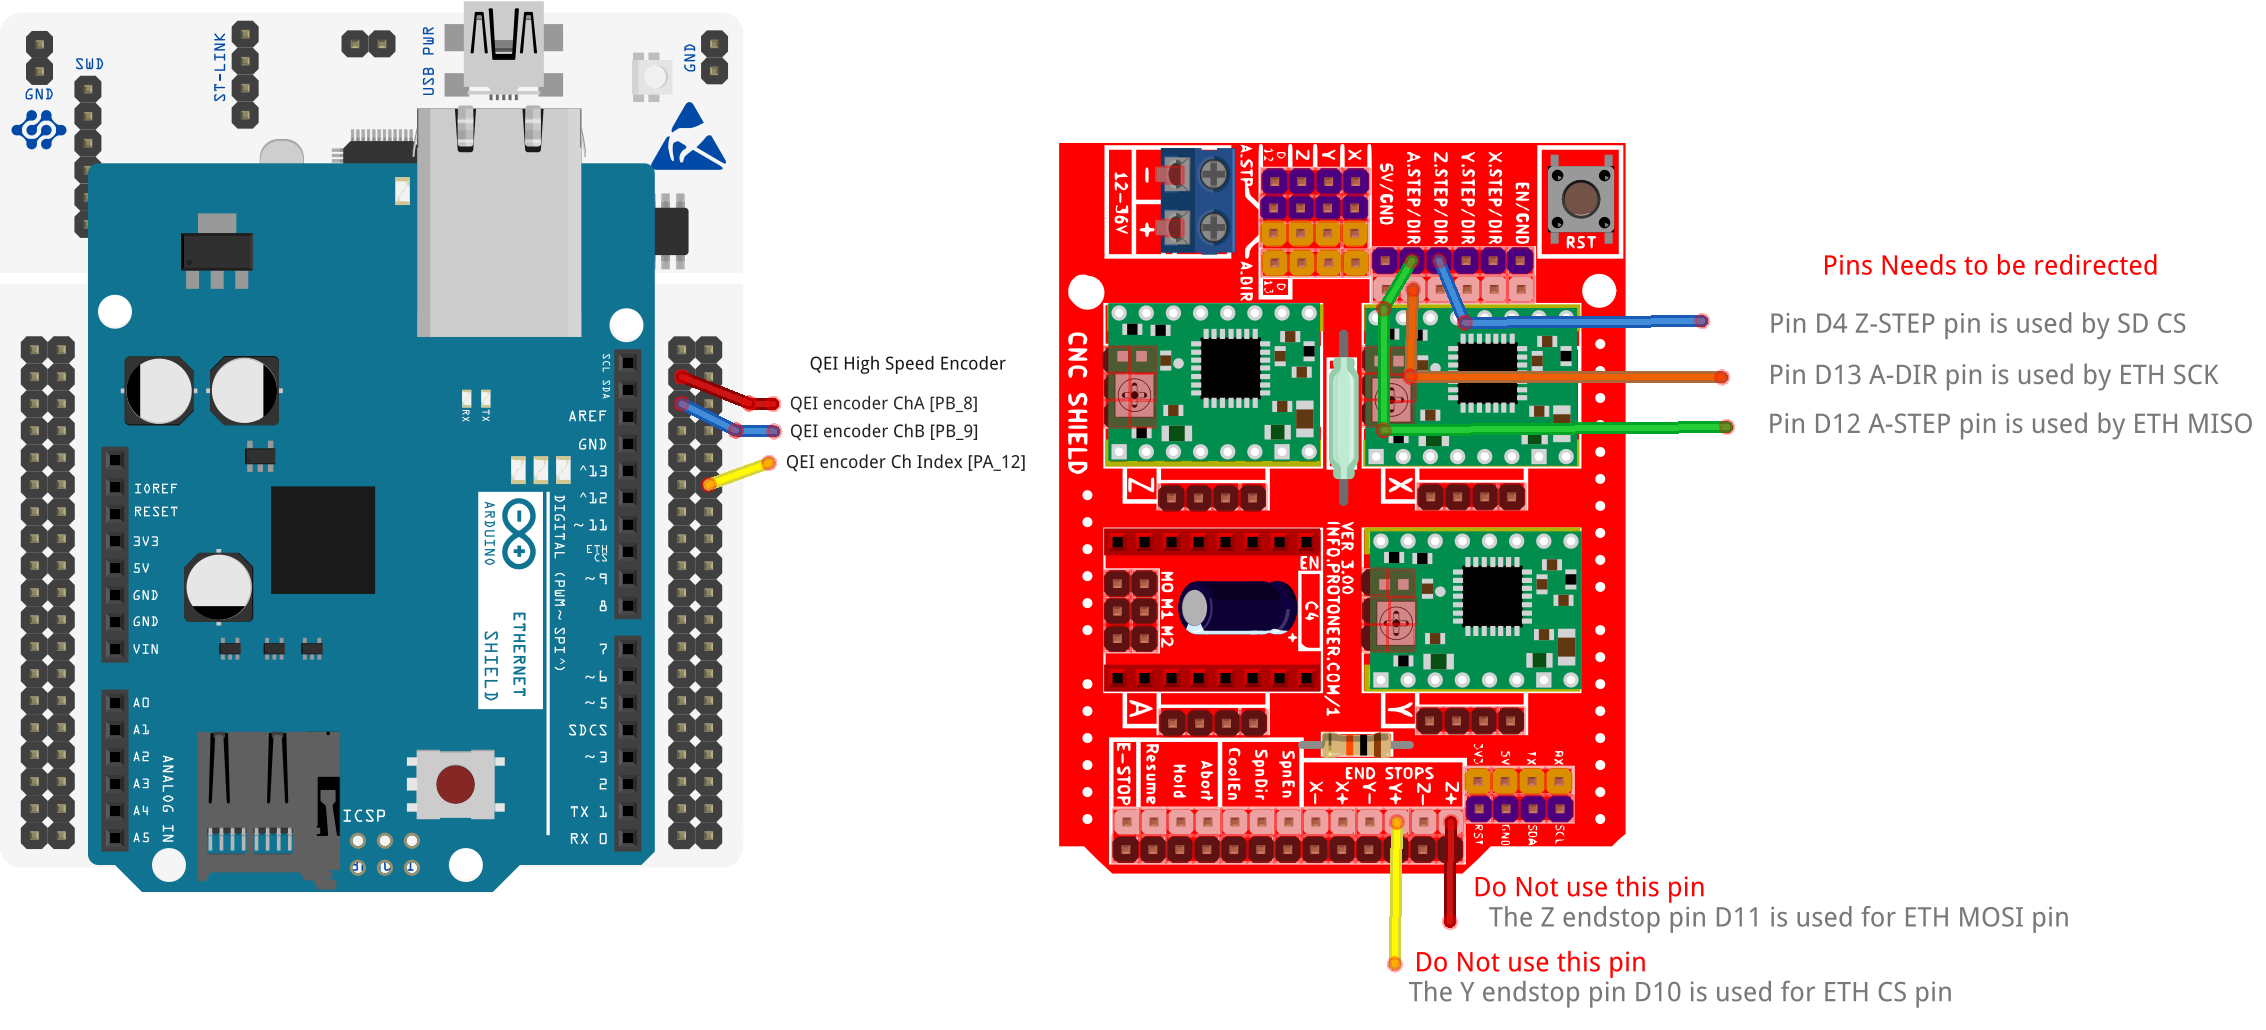 GND
SWD
ST-LINK
USB PWR
GND
SCL
SDA
AREF
GND
^13
^12
~11
ETH
CS
~9
8
7
~6
~5
SDCS
~3
2
TX 1
RX 0
RX
TX
IOREF
RESET
3V3
5V
GND
GND
VIN
A0
A1
A2
A3
A4
A5
ANALOG IN
ICSP
ARDUINO
ETHERNET
SHIELD
DIGITAL (PWM~ SPI^)
QEI High Speed Encoder
QEI encoder ChA [PB_8]
QEI encoder ChB [PB_9]
QEI encoder Ch Index [PA_12]
12-36V
-
+
A.STP
D
12
Z
Y
X
A.DIR
D
13
5V/GND
A.STEP/DIR
Z.STEP/DIR
Y.STEP/DIR
X.STEP/DIR
EN/GND
RST
CNC SHIELD
Z
X
A
Y
M0 M1 M2
EN
C4
+
VER 3.00
INFO.PROTONEER.COM/1
E-STOP
Resume
Hold
Abort
CoolEn
SpnDir
SpnEn
END STOPS
X-
X+
Y-
Y+
Z-
Z+
3V3
5V
TX
RX
RST
GND
SDA
SCL
Pins Needs to be redirected
Pin D4 Z-STEP pin is used by SD CS
Pin D13 A-DIR pin is used by ETH SCK
Pin D12 A-STEP pin is used by ETH MISO
Do Not use this pin
The Z endstop pin D11 is used for ETH MOSI pin
Do Not use this pin
The Y endstop pin D10 is used for ETH CS pin